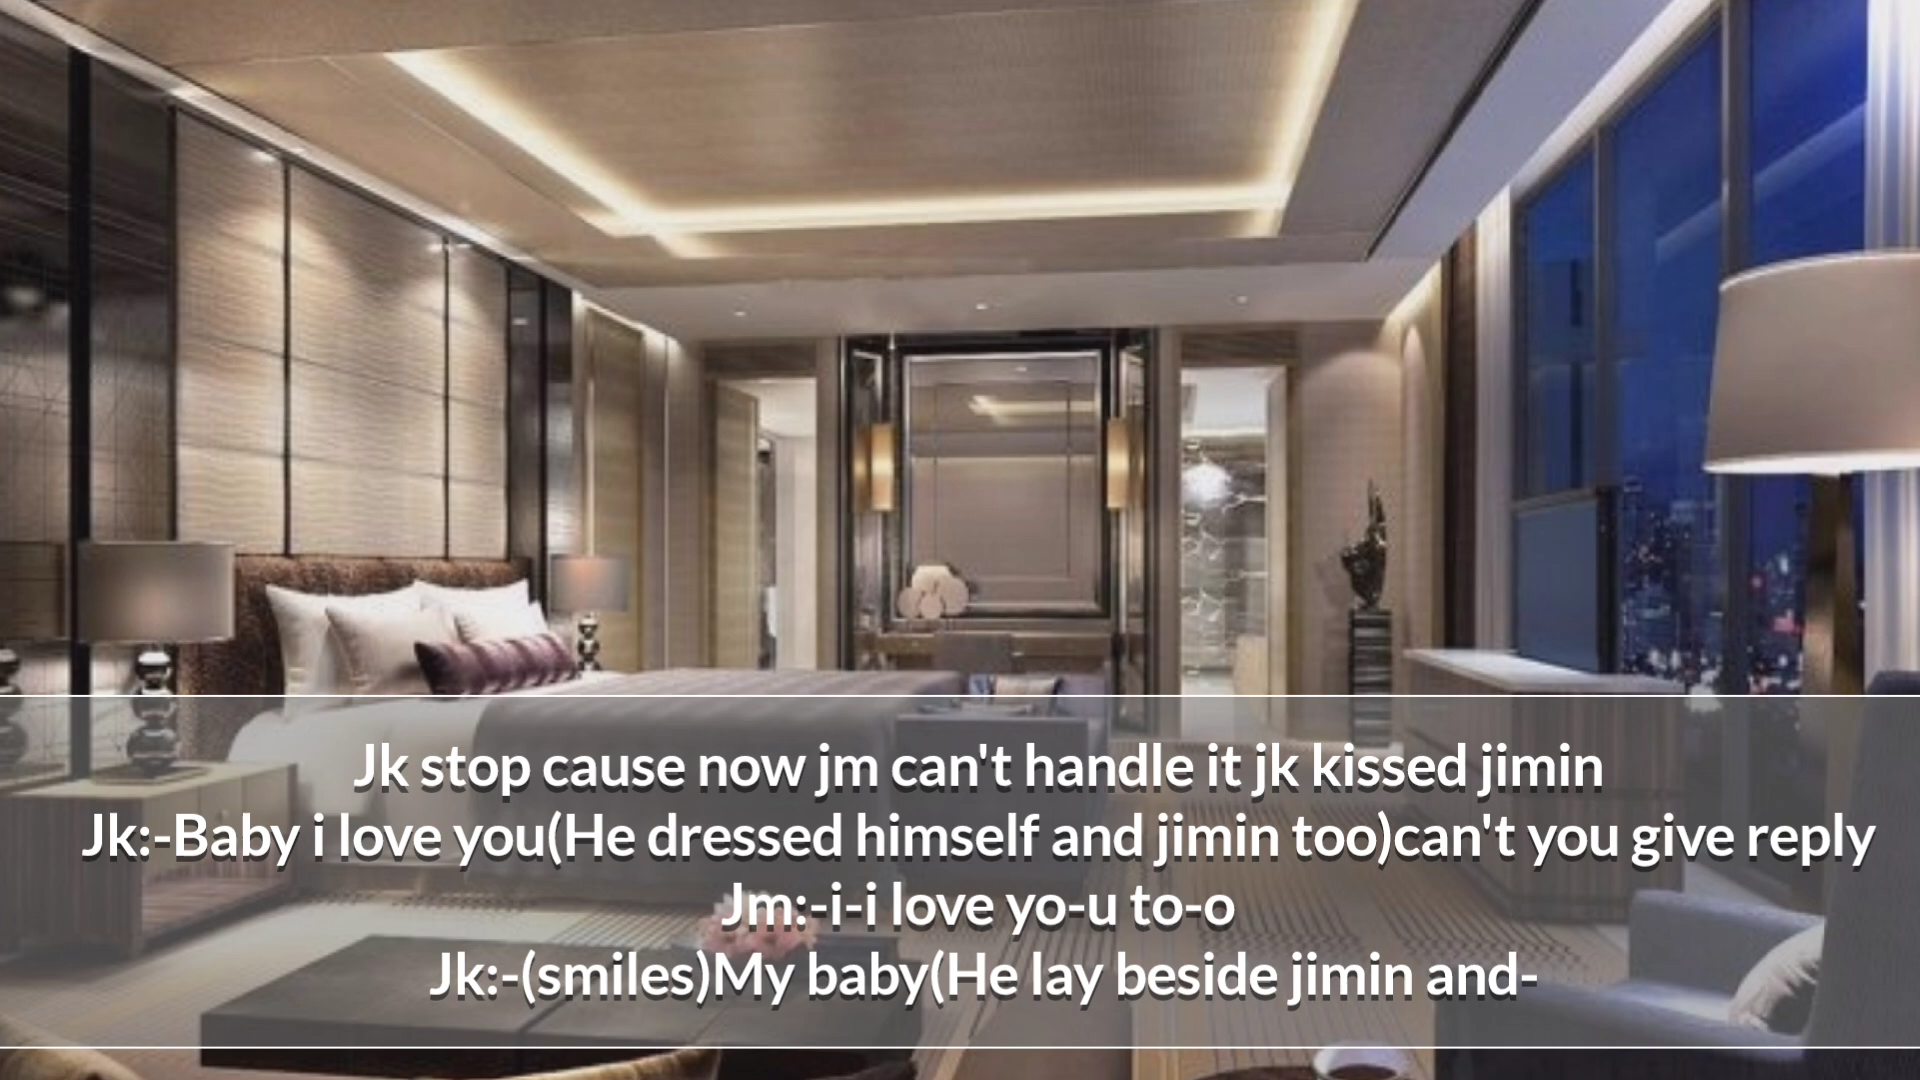 Jk stop cause now jm can't handle it jk kissed jimin
Jk:-Baby i love you(He dressed himself and jimin too)can't you give reply
Jm:-i-i love yo-u to-o
Jk:-(smiles)My baby(He lay beside jimin and-